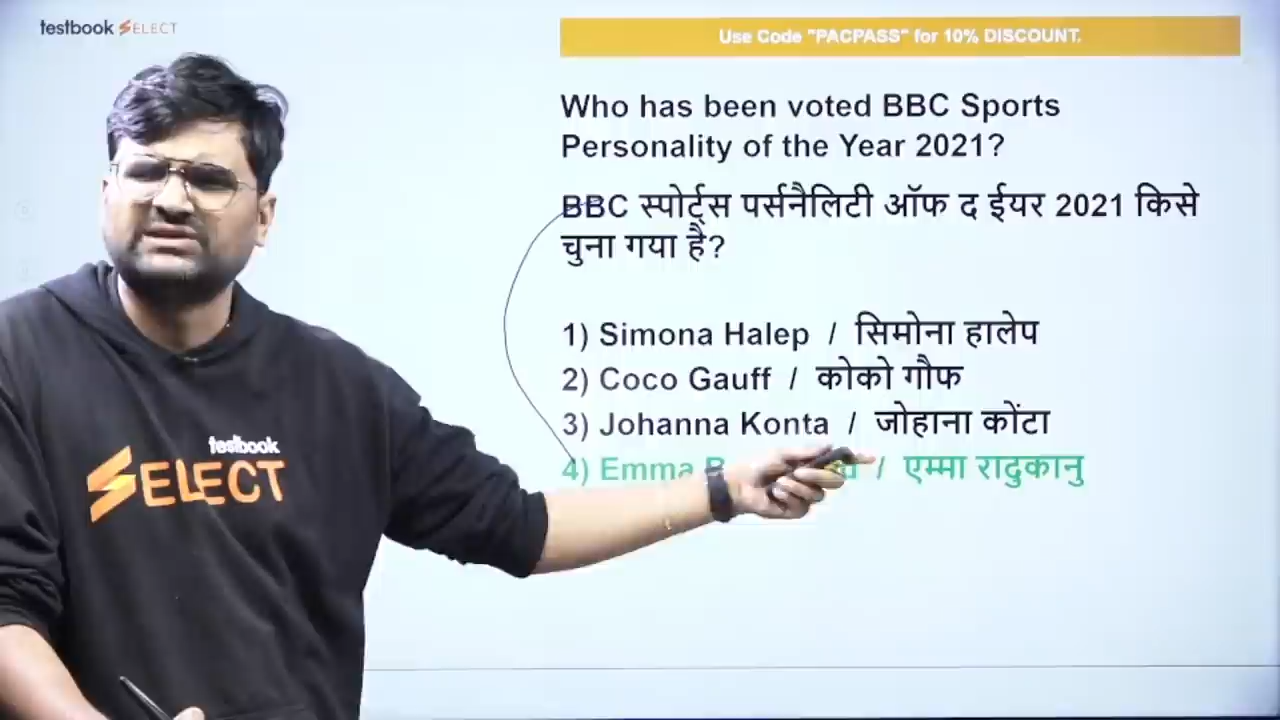 testbook SELECT
Use Code "PACPASS" for 10% DISCOUNT.
Who has been voted BBC Sports
Personality of the Year 2021?
BBC स्पोर्ट्स पर्सनैलिटी ऑफ द ईयर 2021 किसे
चुना गया है?
1) Simona Halep / सिमोना हालेप
2) Coco Gauff / कोको गौफ
3) Johanna Konta / जोहाना कोंटा
4) Emma / एम्मा रादुकानु
testbook
SELECT